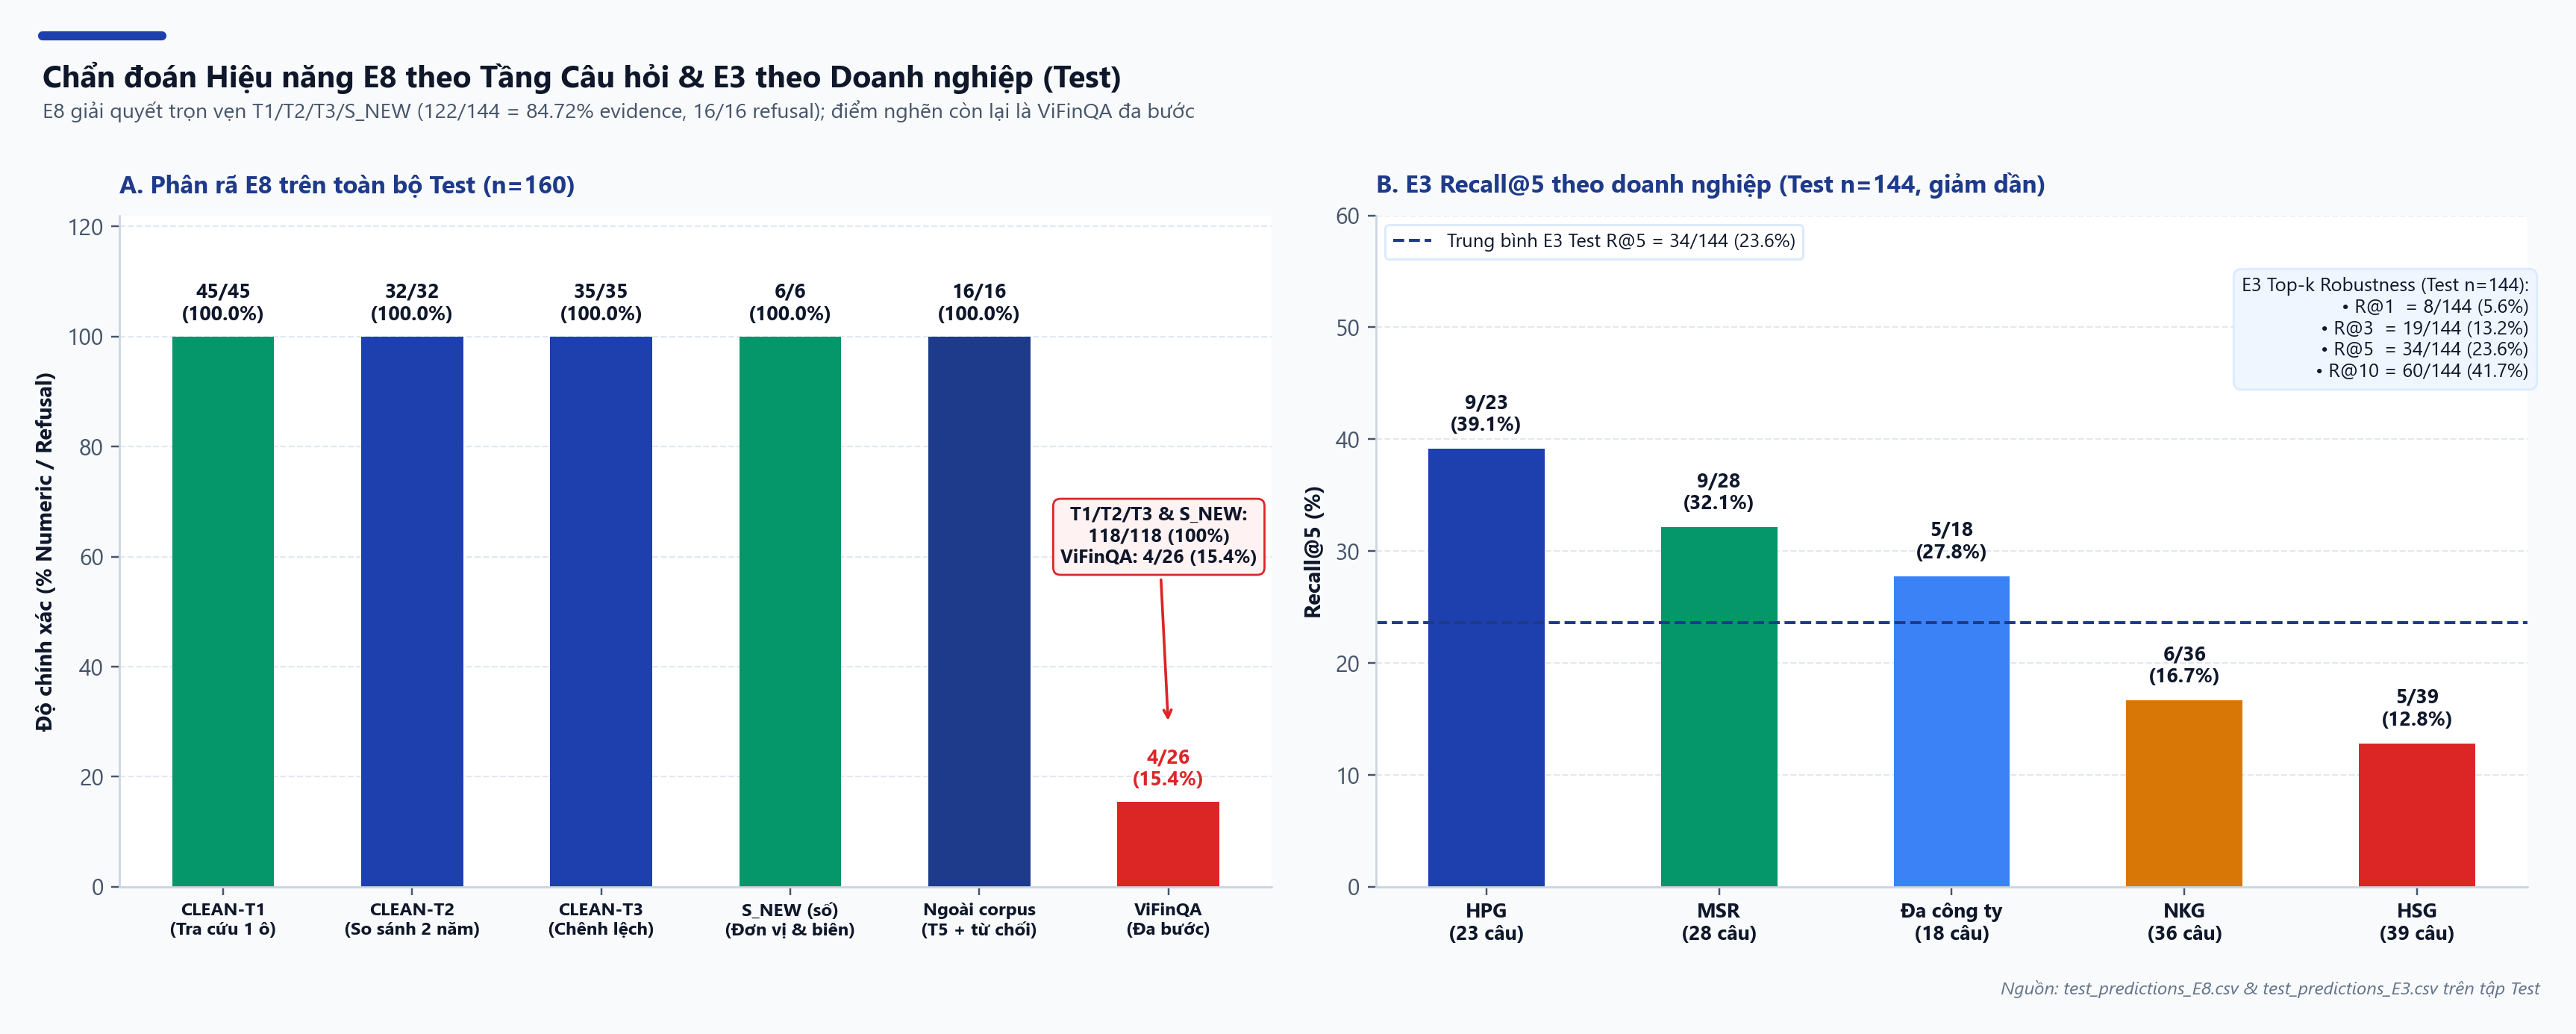 Chẩn đoán Hiệu năng E8 theo Tầng Câu hỏi & E3 theo Doanh nghiệp (Test)
E8 giải quyết trọn vẹn T1/T2/T3/S_NEW (122/144 = 84.72% evidence, 16/16 refusal); điểm nghẽn còn lại là ViFinQA đa bước
A. Phân rã E8 trên toàn bộ Test (n=160)
Độ chính xác (% Numeric / Refusal)
120
100
80
60
40
20
0
45/45
(100.0%)
32/32
(100.0%)
35/35
(100.0%)
6/6
(100.0%)
16/16
(100.0%)
T1/T2/T3 & S_NEW:
118/118 (100%)
ViFinQA: 4/26 (15.4%)
4/26
(15.4%)
CLEAN-T1
(Tra cứu 1 ô)
CLEAN-T2
(So sánh 2 năm)
CLEAN-T3
(Chênh lệch)
S_NEW (số)
(Đơn vị & biên)
Ngoài corpus
(T5 + từ chối)
ViFinQA
(Đa bước)
B. E3 Recall@5 theo doanh nghiệp (Test n=144, giảm dần)
Recall@5 (%)
60
50
40
30
20
10
0
Trung bình E3 Test R@5 = 34/144 (23.6%)
E3 Top-k Robustness (Test n=144):
• R@1 = 8/144 (5.6%)
• R@3 = 19/144 (13.2%)
• R@5 = 34/144 (23.6%)
• R@10 = 60/144 (41.7%)
9/23
(39.1%)
9/28
(32.1%)
5/18
(27.8%)
6/36
(16.7%)
5/39
(12.8%)
HPG
(23 câu)
MSR
(28 câu)
Đa công ty
(18 câu)
NKG
(36 câu)
HSG
(39 câu)
Nguồn: test_predictions_E8.csv & test_predictions_E3.csv trên tập Test